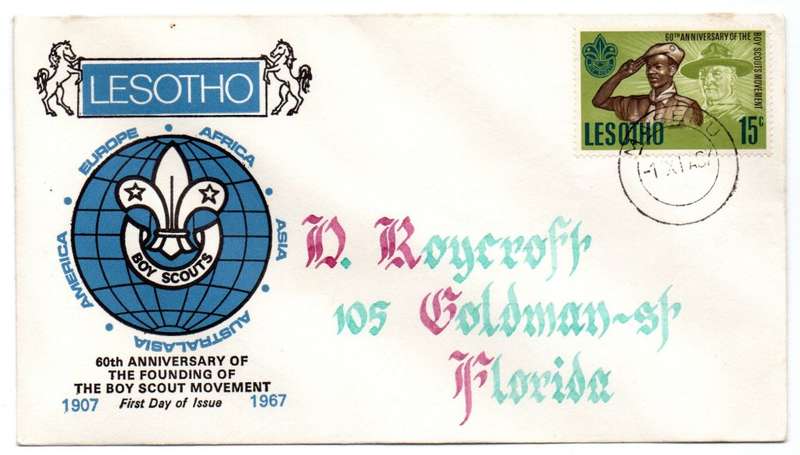 LESOTHO
EUROPE
AFRICA
ASIA
AUSTRALASIA
AMERICA
BOY SCOUTS
60th ANNIVERSARY OF
THE FOUNDING OF
THE BOY SCOUT MOVEMENT
1907 First Day of Issue 1967
60TH ANNIVERSARY OF THE
BOY SCOUTS MOVEMENT
LESOTHO 15c
D. Roycroft
105 Goldman-st
Florida